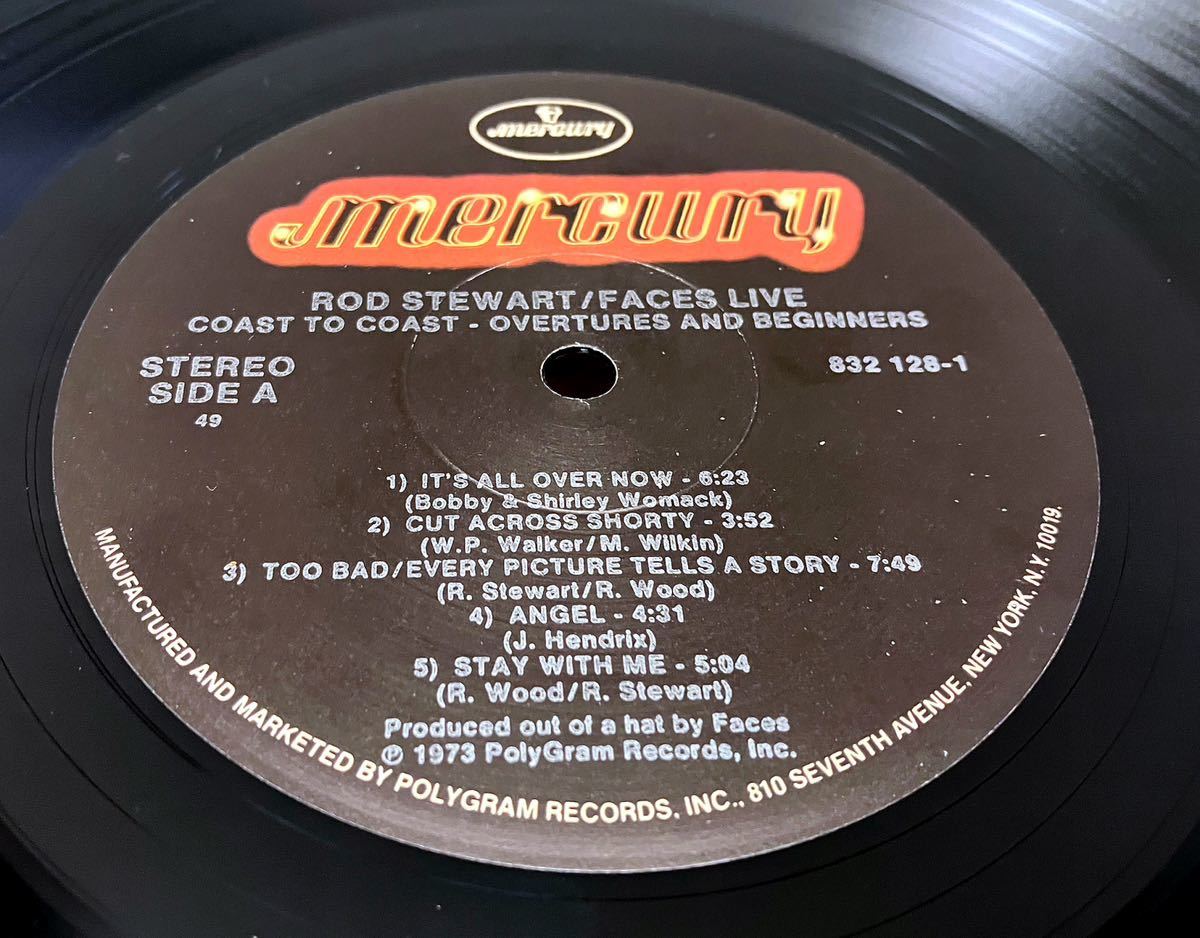 mercury
mercury
ROD STEWART/FACES LIVE
COAST TO COAST - OVERTURES AND BEGINNERS
STEREO
SIDE A
49
832 128-1
1) IT'S ALL OVER NOW - 6:23
(Bobby & Shirley Womack)
2) CUT ACROSS SHORTY - 3:52
(W.P. Walker/M. Wilkin)
3) TOO BAD/EVERY PICTURE TELLS A STORY - 7:49
(R. Stewart/R. Wood)
4) ANGEL - 4:31
(J. Hendrix)
5) STAY WITH ME - 5:04
(R. Wood/R. Stewart)
Produced out of a hat by Faces
℗ 1973 PolyGram Records, Inc.
MANUFACTURED AND MARKETED BY POLYGRAM RECORDS, INC., 810 SEVENTH AVENUE, NEW YORK, N.Y. 10019.